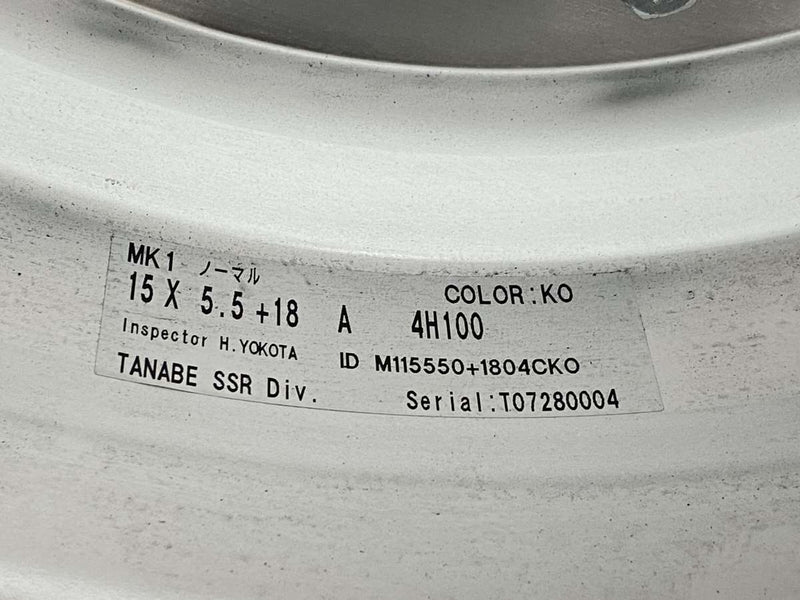 MK1 ノーマル COLOR:KO
15 X 5.5 +18 A 4H100
Inspector H.YOKOTA ID M115550+1804CKO
TANABE SSR Div. Serial:T07280004